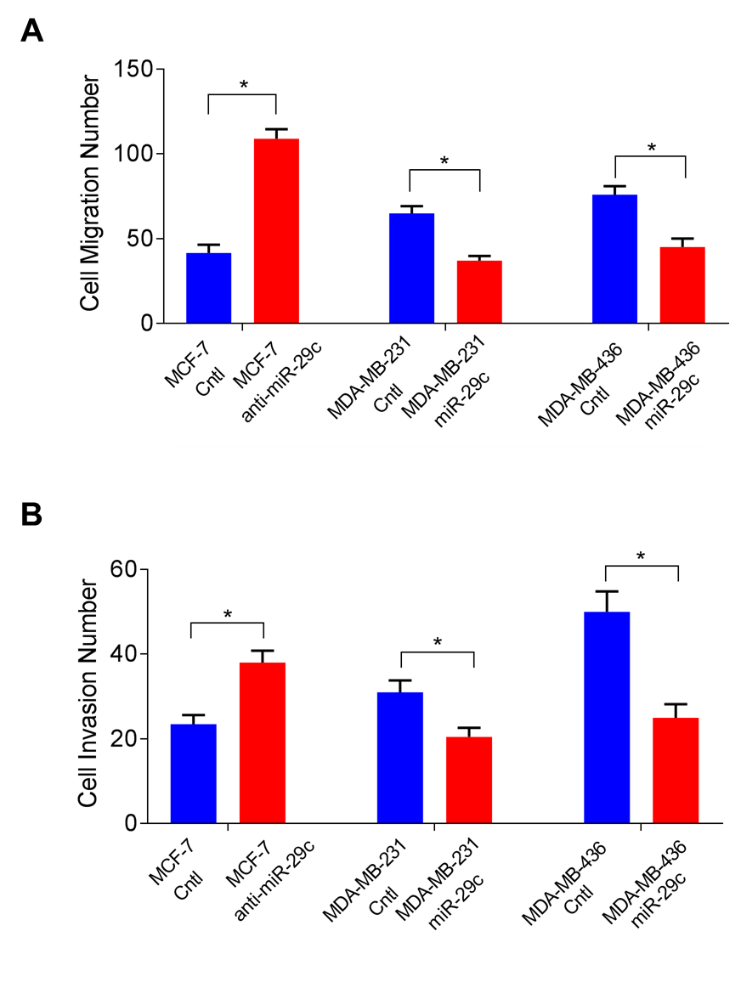 A
Cell Migration Number
150
100
50
0
*
*
*
MCF-7
Cntl
MCF-7
anti-miR-29c
MDA-MB-231
Cntl
MDA-MB-231
miR-29c
MDA-MB-436
Cntl
MDA-MB-436
miR-29c
B
Cell Invasion Number
60
40
20
0
*
*
*
MCF-7
Cntl
MCF-7
anti-miR-29c
MDA-MB-231
Cntl
MDA-MB-231
miR-29c
MDA-MB-436
Cntl
MDA-MB-436
miR-29c